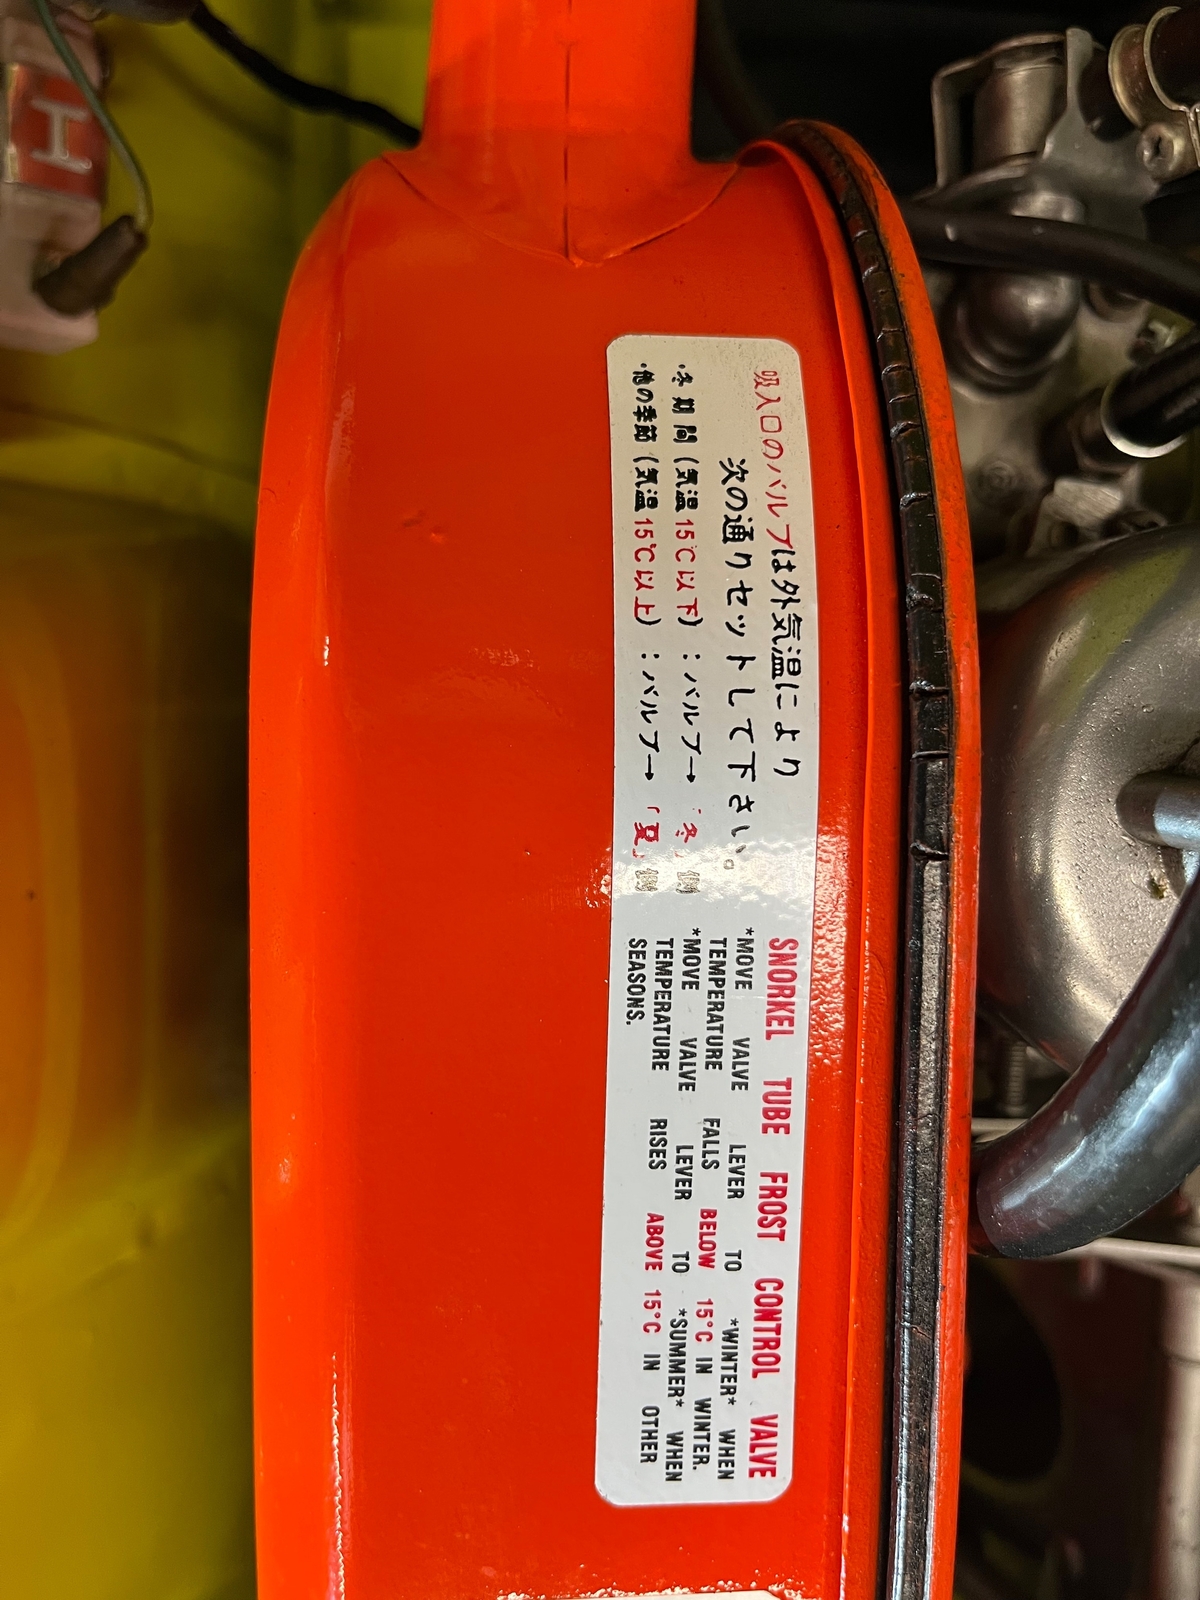 吸入口のバルブは外気温により
次の通りセットして下さい。
・冬期間(気温15℃以下):バルブ→「冬」側
・他の季節(気温15℃以上):バルブ→「夏」側
SNORKEL TUBE FROST CONTROL VALVE
*MOVE VALVE LEVER TO *WINTER* WHEN
TEMPERATURE FALLS BELOW 15°C IN WINTER.
*MOVE VALVE LEVER TO *SUMMER* WHEN
TEMPERATURE RISES ABOVE 15°C IN OTHER
SEASONS.
H